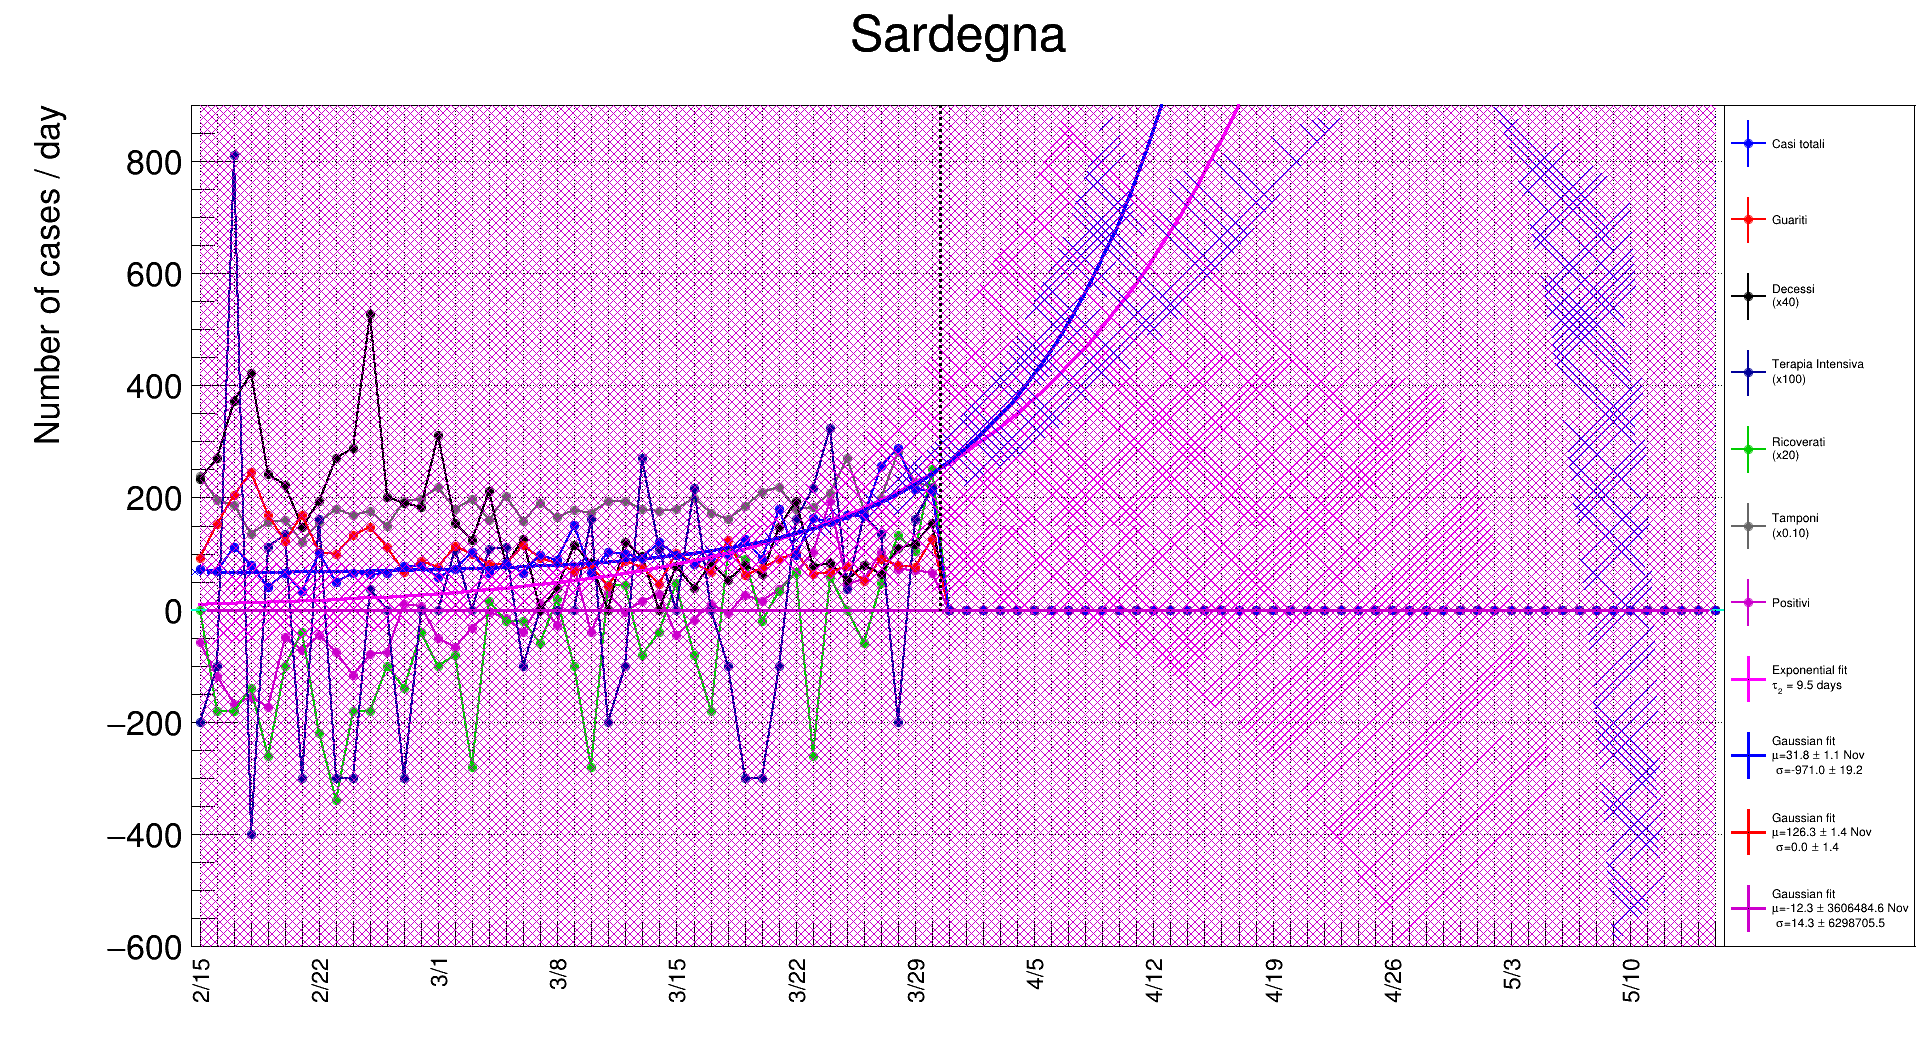 Sardegna
Number of cases / day
800
600
400
200
0
−200
−400
−600
2/15
2/22
3/1
3/8
3/15
3/22
3/29
4/5
4/12
4/19
4/26
5/3
5/10
Casi totali
Guariti
Decessi
(x40)
Terapia Intensiva
(x100)
Ricoverati
(x20)
Tamponi
(x0.10)
Positivi
Exponential fit
τ₂ = 9.5 days
Gaussian fit
μ=31.8 ± 1.1 Nov
σ=-971.0 ± 19.2
Gaussian fit
μ=126.3 ± 1.4 Nov
σ=0.0 ± 1.4
Gaussian fit
μ=-12.3 ± 3606484.6 Nov
σ=14.3 ± 6298705.5